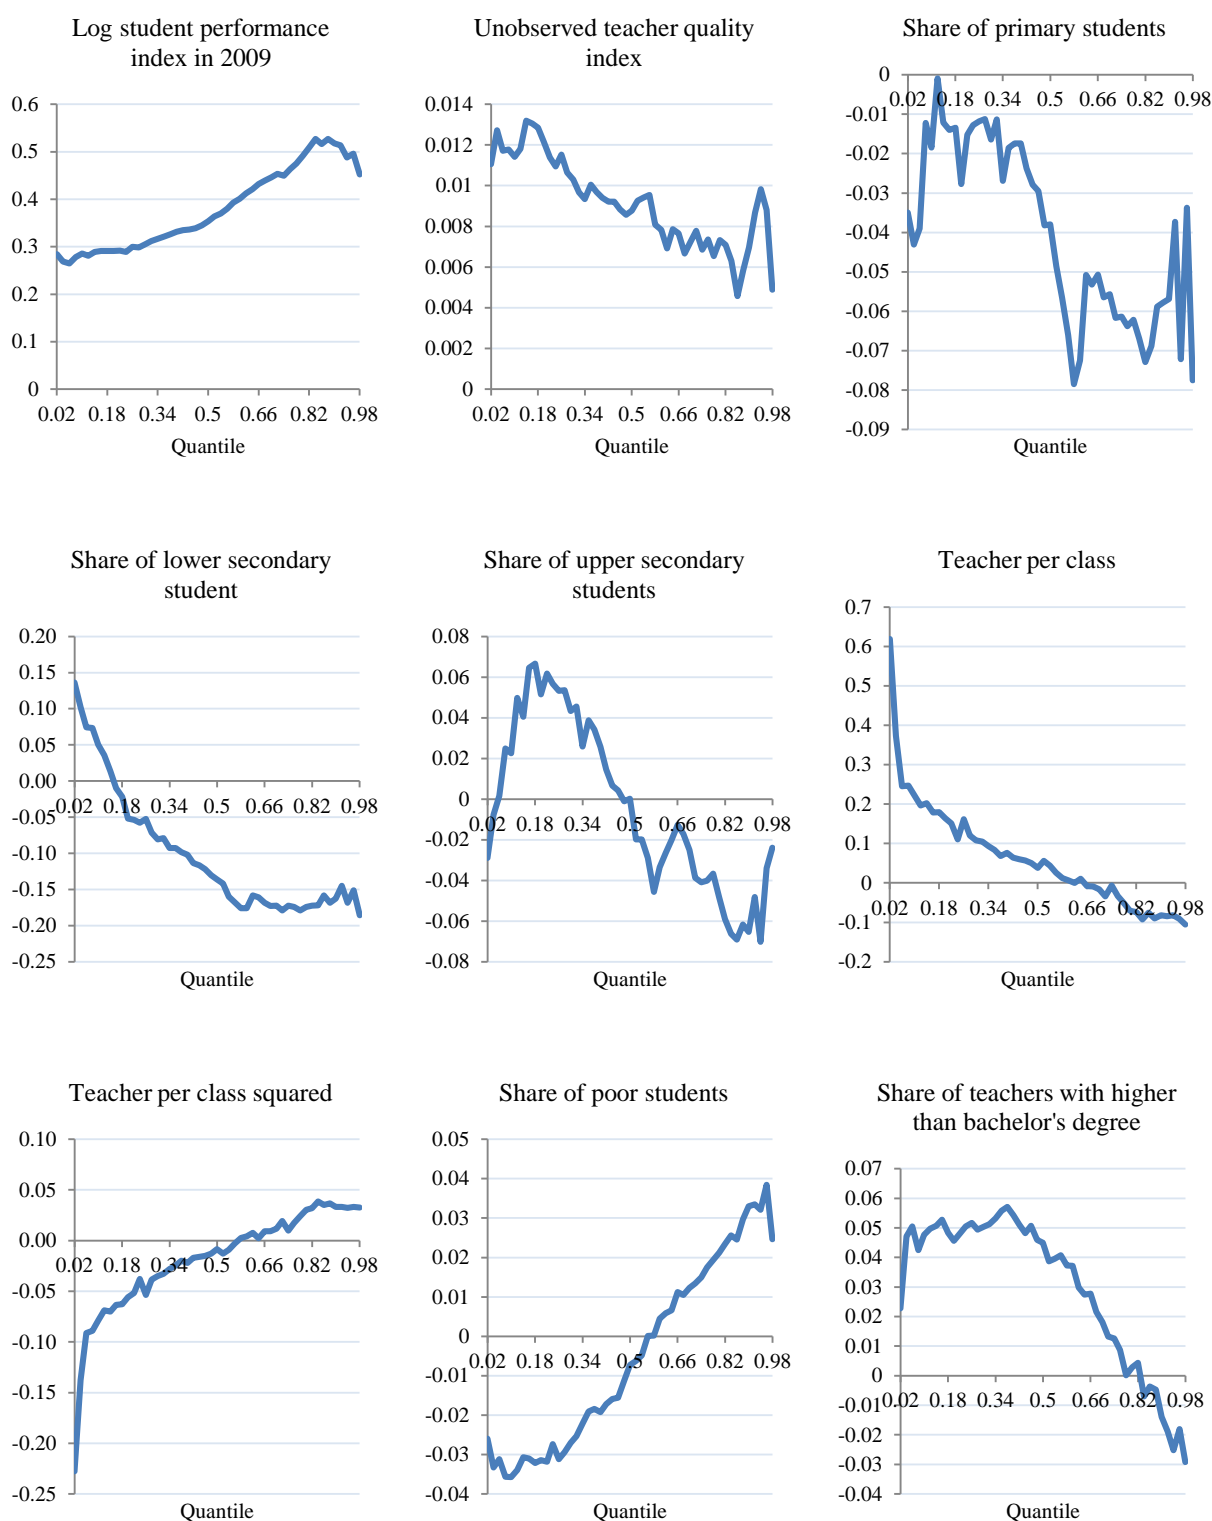 Log student performance
index in 2009
0.6
0.5
0.4
0.3
0.2
0.1
0
0.02 0.18 0.34 0.5 0.66 0.82 0.98
Quantile
Unobserved teacher quality
index
0.014
0.012
0.01
0.008
0.006
0.004
0.002
0
0.02 0.18 0.34 0.5 0.66 0.82 0.98
Quantile
Share of primary students
0
0.02 0.18 0.34 0.5 0.66 0.82 0.98
-0.01
-0.02
-0.03
-0.04
-0.05
-0.06
-0.07
-0.08
-0.09
Quantile
Share of lower secondary
student
0.20
0.15
0.10
0.05
0.00
0.02 0.18 0.34 0.5 0.66 0.82 0.98
-0.05
-0.10
-0.15
-0.20
-0.25
Quantile
Share of upper secondary
students
0.08
0.06
0.04
0.02
0
0.02 0.18 0.34 0.5 0.66 0.82 0.98
-0.02
-0.04
-0.06
-0.08
Quantile
Teacher per class
0.7
0.6
0.5
0.4
0.3
0.2
0.1
0
0.02 0.18 0.34 0.5 0.66 0.82 0.98
-0.1
-0.2
Quantile
Teacher per class squared
0.10
0.05
0.00
0.02 0.18 0.34 0.5 0.66 0.82 0.98
-0.05
-0.10
-0.15
-0.20
-0.25
Quantile
Share of poor students
0.05
0.04
0.03
0.02
0.01
0
0.02 0.18 0.34 0.5 0.66 0.82 0.98
-0.01
-0.02
-0.03
-0.04
Quantile
Share of teachers with higher
than bachelor's degree
0.07
0.06
0.05
0.04
0.03
0.02
0.01
0
0.02 0.18 0.34 0.5 0.66 0.82 0.98
-0.01
-0.02
-0.03
-0.04
Quantile